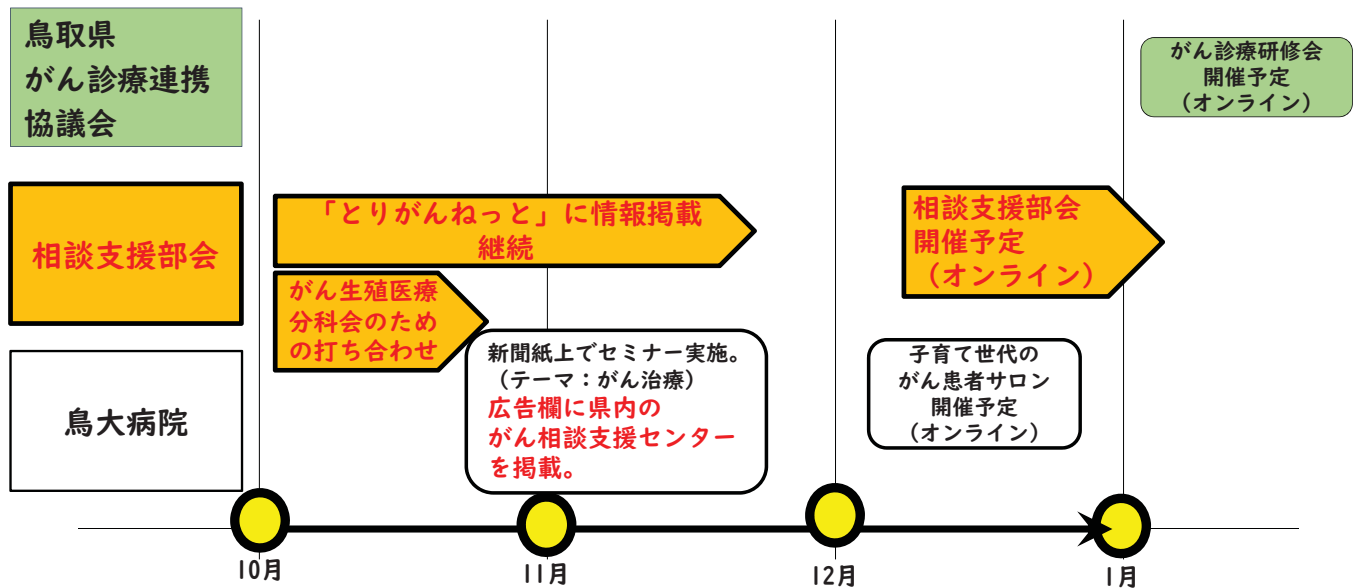 鳥取県
がん診療連携
協議会
がん診療研修会
開催予定
（オンライン）
相談支援部会
「とりがんねっと」に情報掲載
継続
がん生殖医療
分科会のため
の打ち合わせ
相談支援部会
開催予定
（オンライン）
鳥大病院
新聞紙上でセミナー実施。
（テーマ：がん治療）
広告欄に県内の
がん相談支援センター
を掲載。
子育て世代の
がん患者サロン
開催予定
（オンライン）
10月
11月
12月
1月